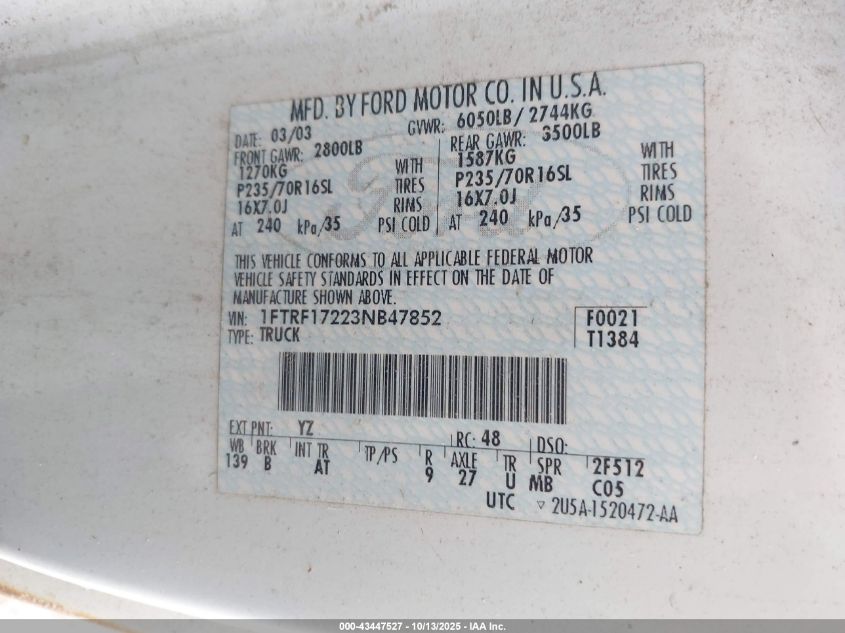 MFD. BY FORD MOTOR CO. IN U.S.A.
DATE: 03/03 GVWR: 6050LB/ 2744KG
FRONT GAWR: 2800LB REAR GAWR: 3500LB
1270KG WITH 1587KG WITH
P235/70R16SL TIRES P235/70R16SL TIRES
16X7.0J RIMS 16X7.0J RIMS
AT 240 kPa/35 PSI COLD AT 240 kPa/35 PSI COLD
THIS VEHICLE CONFORMS TO ALL APPLICABLE FEDERAL MOTOR
VEHICLE SAFETY STANDARDS IN EFFECT ON THE DATE OF
MANUFACTURE SHOWN ABOVE.
VIN: 1FTRF17223NB47852 F0021
TYPE: TRUCK T1384
EXT PNT: YZ RC: 48 DSO:
WB BRK INT TR TP/PS R AXLE TR SPR 2F512
139 B AT 9 27 U MB C05
UTC ▽ 2U5A-1520472-AA
000-43447527 - 10/13/2025 - IAA Inc.